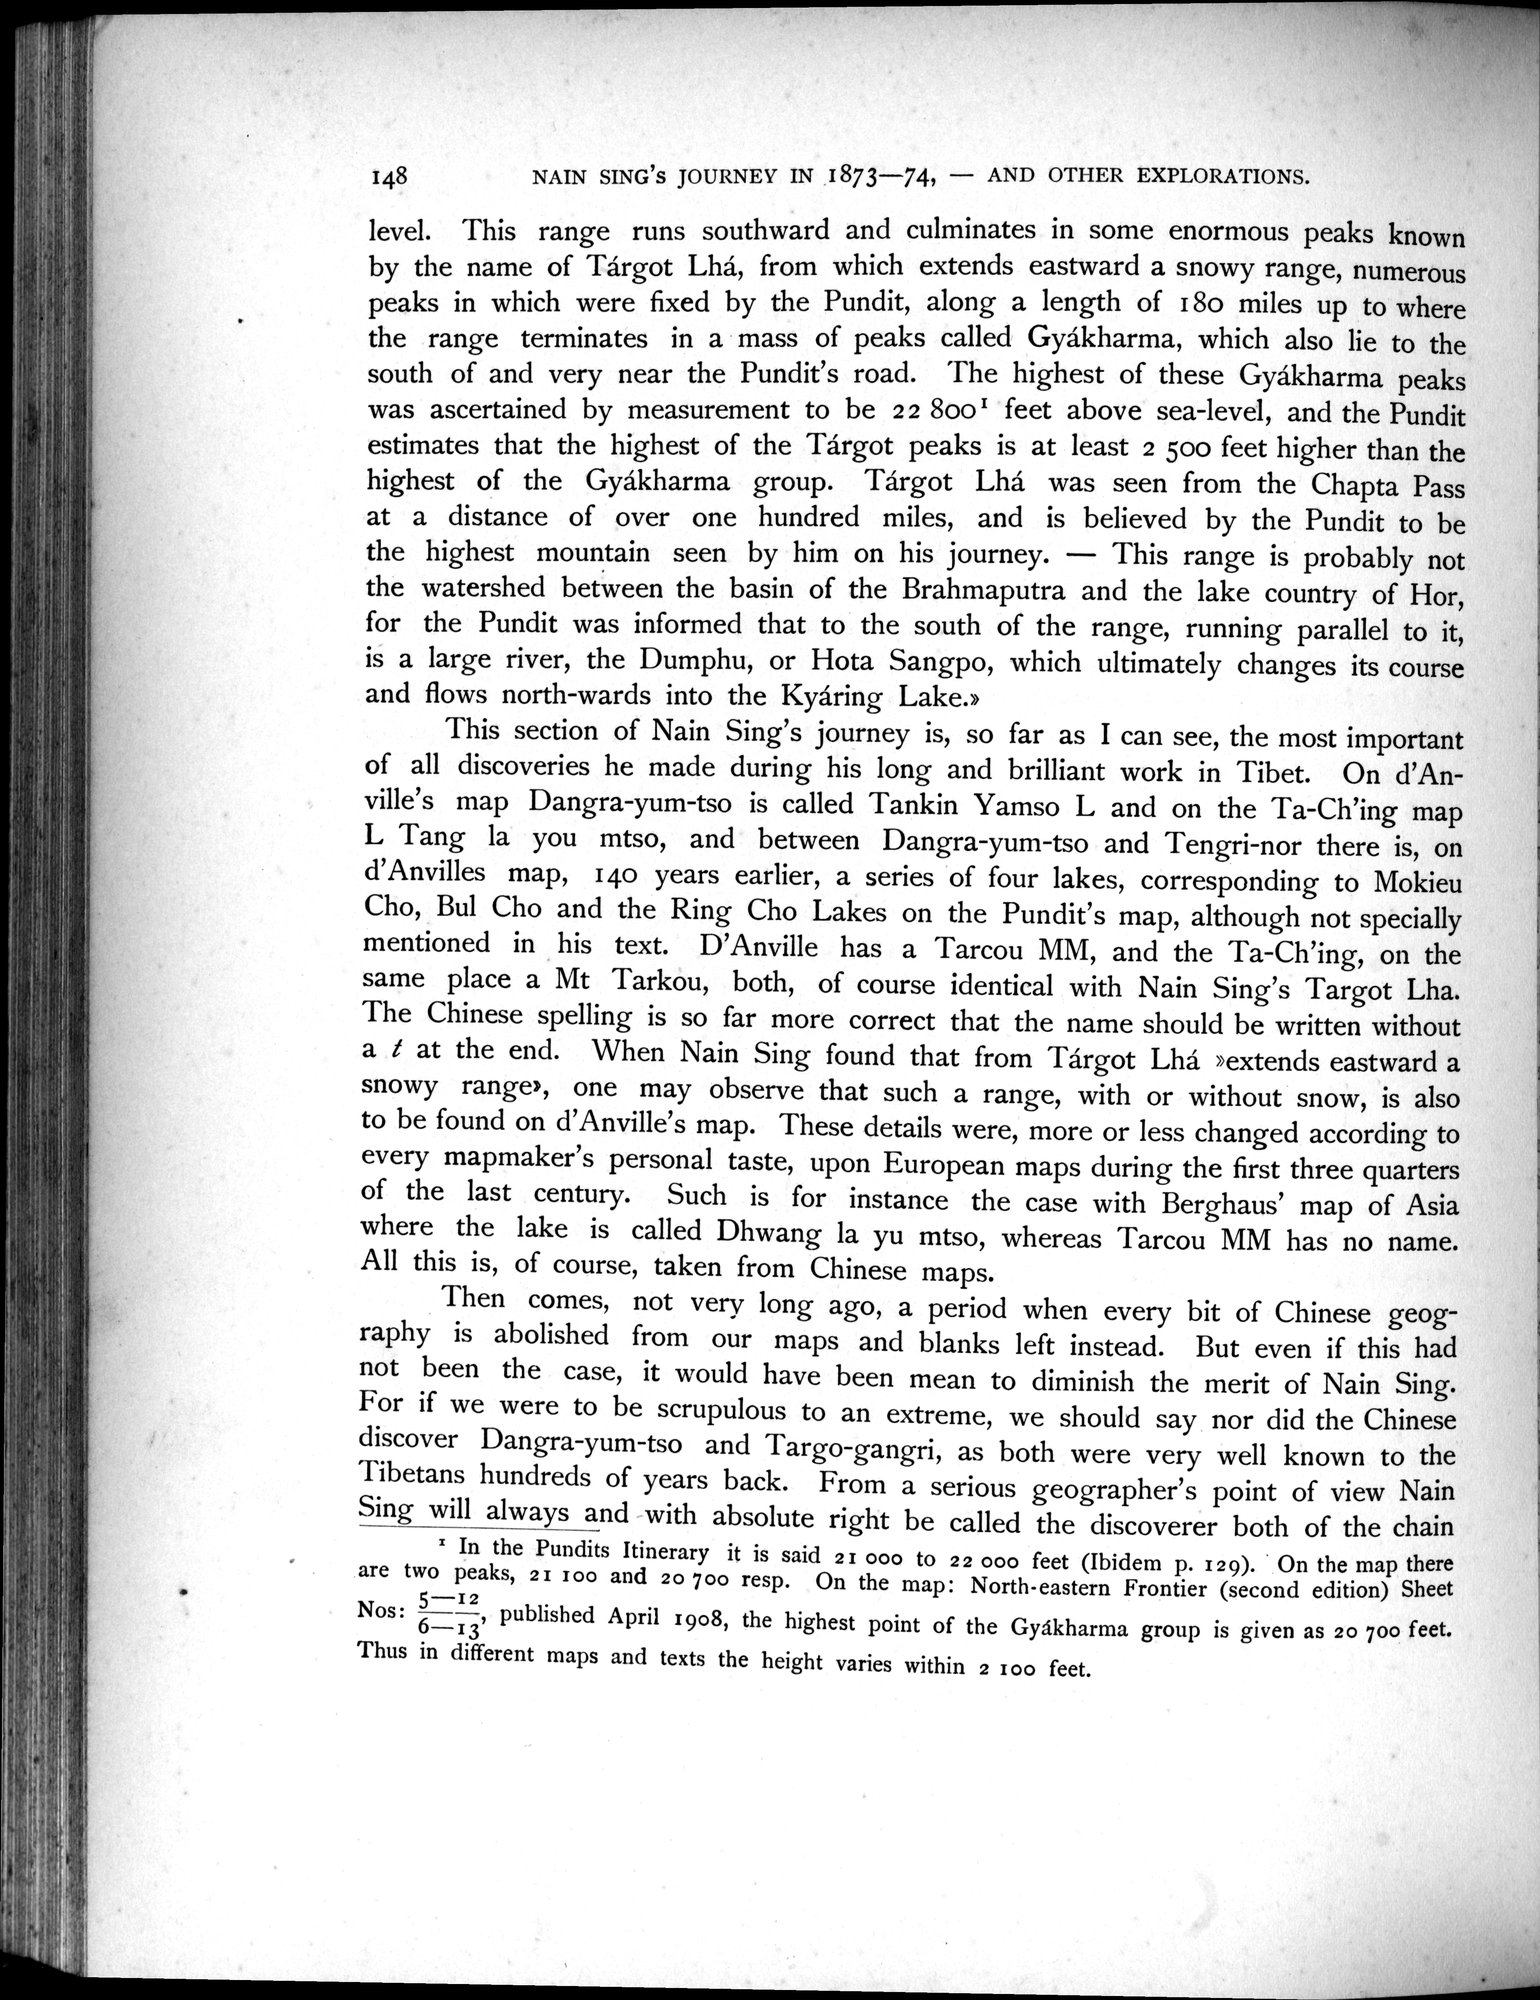 148 NAIN SING'S JOURNEY IN 1873—74, — AND OTHER EXPLORATIONS.
level. This range runs southward and culminates in some enormous peaks known
by the name of Tárgot Lhá, from which extends eastward a snowy range, numerous
peaks in which were fixed by the Pundit, along a length of 180 miles up to where
the range terminates in a mass of peaks called Gyákharma, which also lie to the
south of and very near the Pundit's road. The highest of these Gyákharma peaks
was ascertained by measurement to be 22 800¹ feet above sea-level, and the Pundit
estimates that the highest of the Tárgot peaks is at least 2 500 feet higher than the
highest of the Gyákharma group. Tárgot Lhá was seen from the Chapta Pass
at a distance of over one hundred miles, and is believed by the Pundit to be
the highest mountain seen by him on his journey. — This range is probably not
the watershed between the basin of the Brahmaputra and the lake country of Hor,
for the Pundit was informed that to the south of the range, running parallel to it,
is a large river, the Dumphu, or Hota Sangpo, which ultimately changes its course
and flows north-wards into the Kyáring Lake.»
This section of Nain Sing's journey is, so far as I can see, the most important
of all discoveries he made during his long and brilliant work in Tibet. On d'An-
ville's map Dangra-yum-tso is called Tankin Yamso L and on the Ta-Ch'ing map
L Tang la you mtso, and between Dangra-yum-tso and Tengri-nor there is, on
d'Anvilles map, 140 years earlier, a series of four lakes, corresponding to Mokieu
Cho, Bul Cho and the Ring Cho Lakes on the Pundit's map, although not specially
mentioned in his text. D'Anville has a Tarcou MM, and the Ta-Ch'ing, on the
same place a Mt Tarkou, both, of course identical with Nain Sing's Targot Lha.
The Chinese spelling is so far more correct that the name should be written without
a t at the end. When Nain Sing found that from Tárgot Lhá »extends eastward a
snowy range», one may observe that such a range, with or without snow, is also
to be found on d'Anville's map. These details were, more or less changed according to
every mapmaker's personal taste, upon European maps during the first three quarters
of the last century. Such is for instance the case with Berghaus' map of Asia
where the lake is called Dhwang la yu mtso, whereas Tarcou MM has no name.
All this is, of course, taken from Chinese maps.
Then comes, not very long ago, a period when every bit of Chinese geog-
raphy is abolished from our maps and blanks left instead. But even if this had
not been the case, it would have been mean to diminish the merit of Nain Sing.
For if we were to be scrupulous to an extreme, we should say nor did the Chinese
discover Dangra-yum-tso and Targo-gangri, as both were very well known to the
Tibetans hundreds of years back. From a serious geographer's point of view Nain
Sing will always and with absolute right be called the discoverer both of the chain
¹ In the Pundits Itinerary it is said 21 000 to 22 000 feet (Ibidem p. 129). On the map there
are two peaks, 21 100 and 20 700 resp. On the map: North-eastern Frontier (second edition) Sheet
Nos: 5—12/6—13, published April 1908, the highest point of the Gyákharma group is given as 20 700 feet.
Thus in different maps and texts the height varies within 2 100 feet.